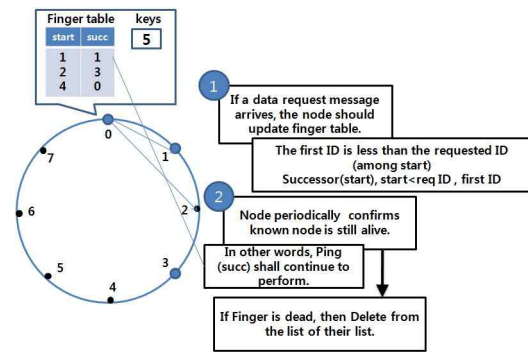 Finger table
keys
start succ
5
1 1
2 3
4 0
1
If a data request message
arrives, the node should
update finger table.
The first ID is less than the requested ID
(among start)
Successor(start), start<req ID , first ID
2
Node periodically confirms
known node is still alive.
In other words, Ping
(succ) shall continue to
perform.
If Finger is dead, then Delete from
the list of their list.
0
1
2
3
4
5
6
7